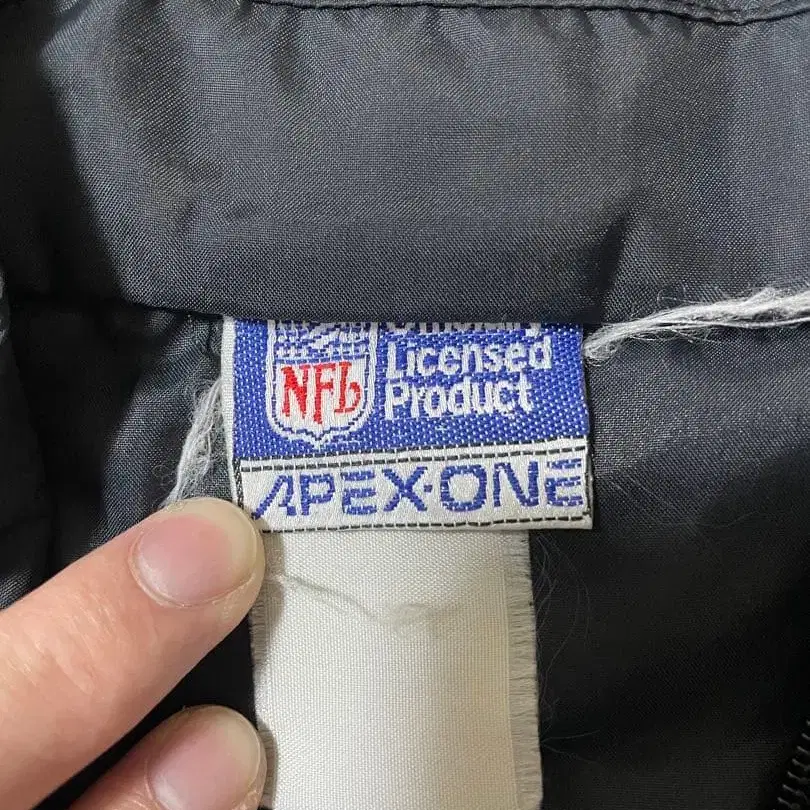 NFL
Licensed
Product
APEX·ONE